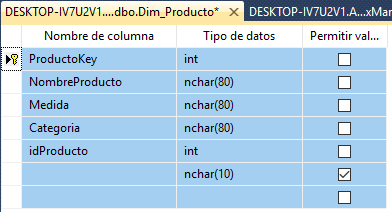 DESKTOP-IV7U2V1....dbo.Dim_Producto* DESKTOP-IV7U2V1.A...xMar
Nombre de columna Tipo de datos Permitir val...
ProductoKey int
NombreProducto nchar(80)
Medida nchar(80)
Categoria nchar(80)
idProducto int
nchar(10)